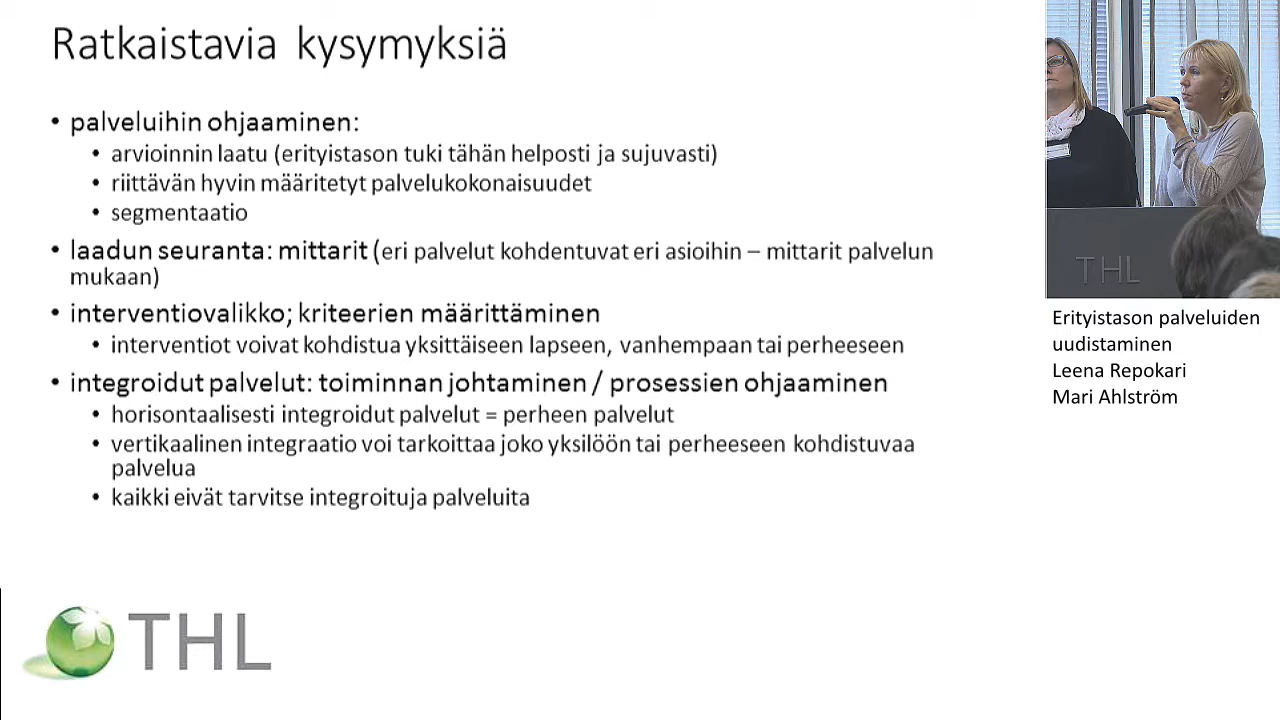 Ratkaistavia kysymyksiä
• palveluihin ohjaaminen:
• arvioinnin laatu (erityistason tuki tähän helposti ja sujuvasti)
• riittävän hyvin määritetyt palvelukokonaisuudet
• segmentaatio
• laadun seuranta: mittarit (eri palvelut kohdentuvat eri asioihin – mittarit palvelun
mukaan)
• interventiovalikko; kriteerien määrittäminen
• interventiot voivat kohdistua yksittäiseen lapseen, vanhempaan tai perheeseen
• integroidut palvelut: toiminnan johtaminen / prosessien ohjaaminen
• horisontaalisesti integroidut palvelut = perheen palvelut
• vertikaalinen integraatio voi tarkoittaa joko yksilöön tai perheeseen kohdistuvaa
palvelua
• kaikki eivät tarvitse integroituja palveluita
THL
THL
Erityistason palveluiden
uudistaminen
Leena Repokari
Mari Ahlström